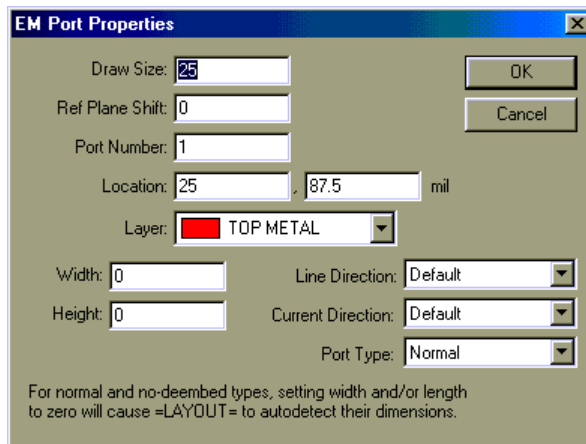 EM Port Properties
Draw Size: 25 OK
Ref Plane Shift: 0 Cancel
Port Number: 1
Location: 25 , 87.5 mil
Layer: TOP METAL
Width: 0 Line Direction: Default
Height: 0 Current Direction: Default
Port Type: Normal
For normal and no-deembed types, setting width and/or length
to zero will cause =LAYOUT= to autodetect their dimensions.